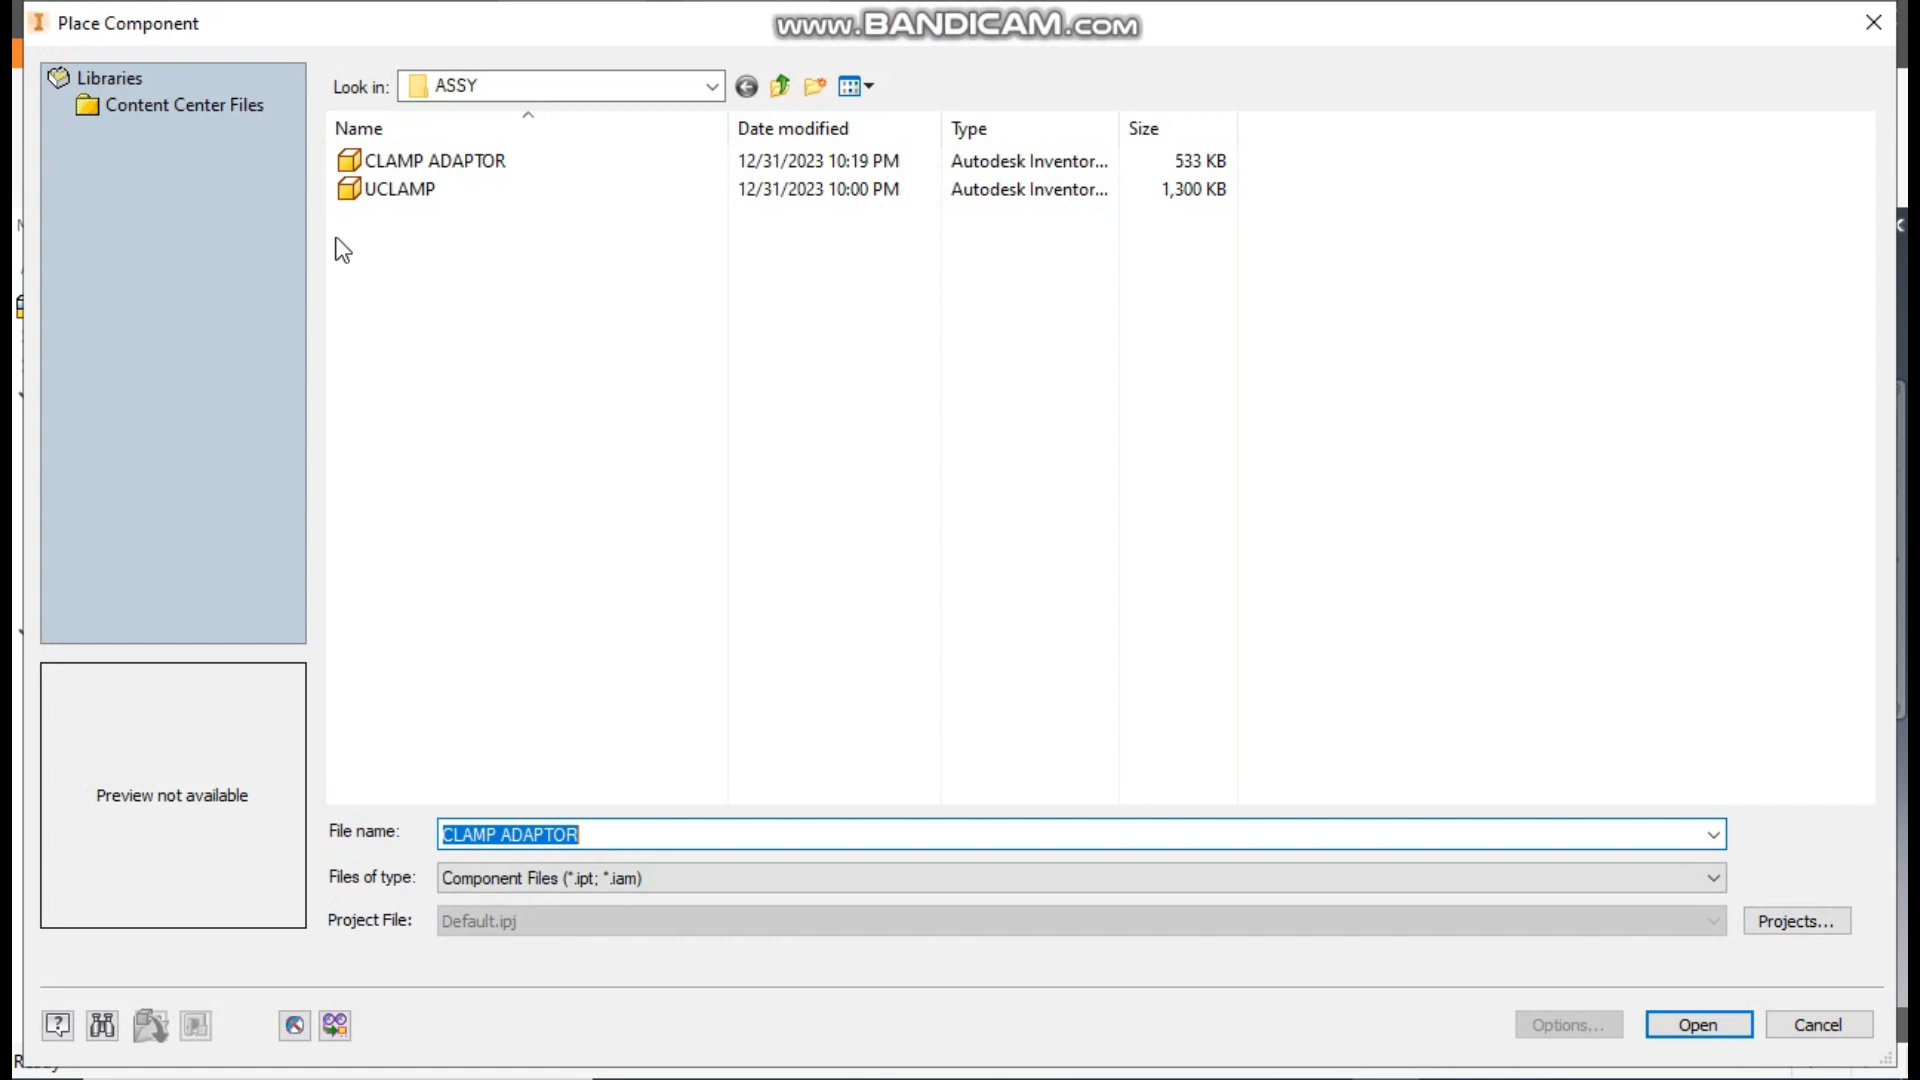 Place Component
www.BANDICAM.com
Libraries
Content Center Files
Look in: ASSY
Name Date modified Type Size
CLAMP ADAPTOR 12/31/2023 10:19 PM Autodesk Inventor... 533 KB
UCLAMP 12/31/2023 10:00 PM Autodesk Inventor... 1,300 KB
Preview not available
File name: CLAMP ADAPTOR
Files of type: Component Files (*.ipt; *.iam)
Project File: Default.ipj Projects...
Options... Open Cancel